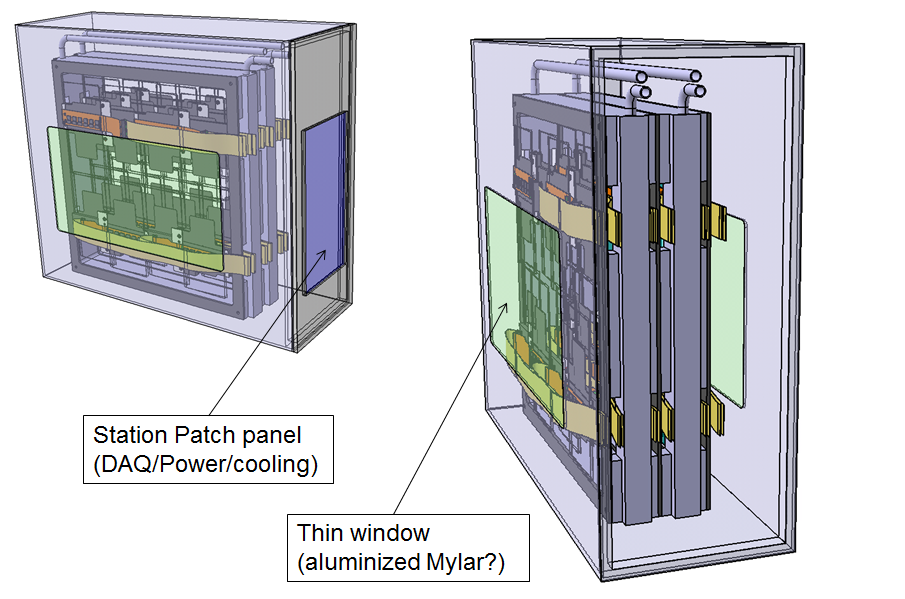 Station Patch panel
(DAQ/Power/cooling)
Thin window
(aluminized Mylar?)